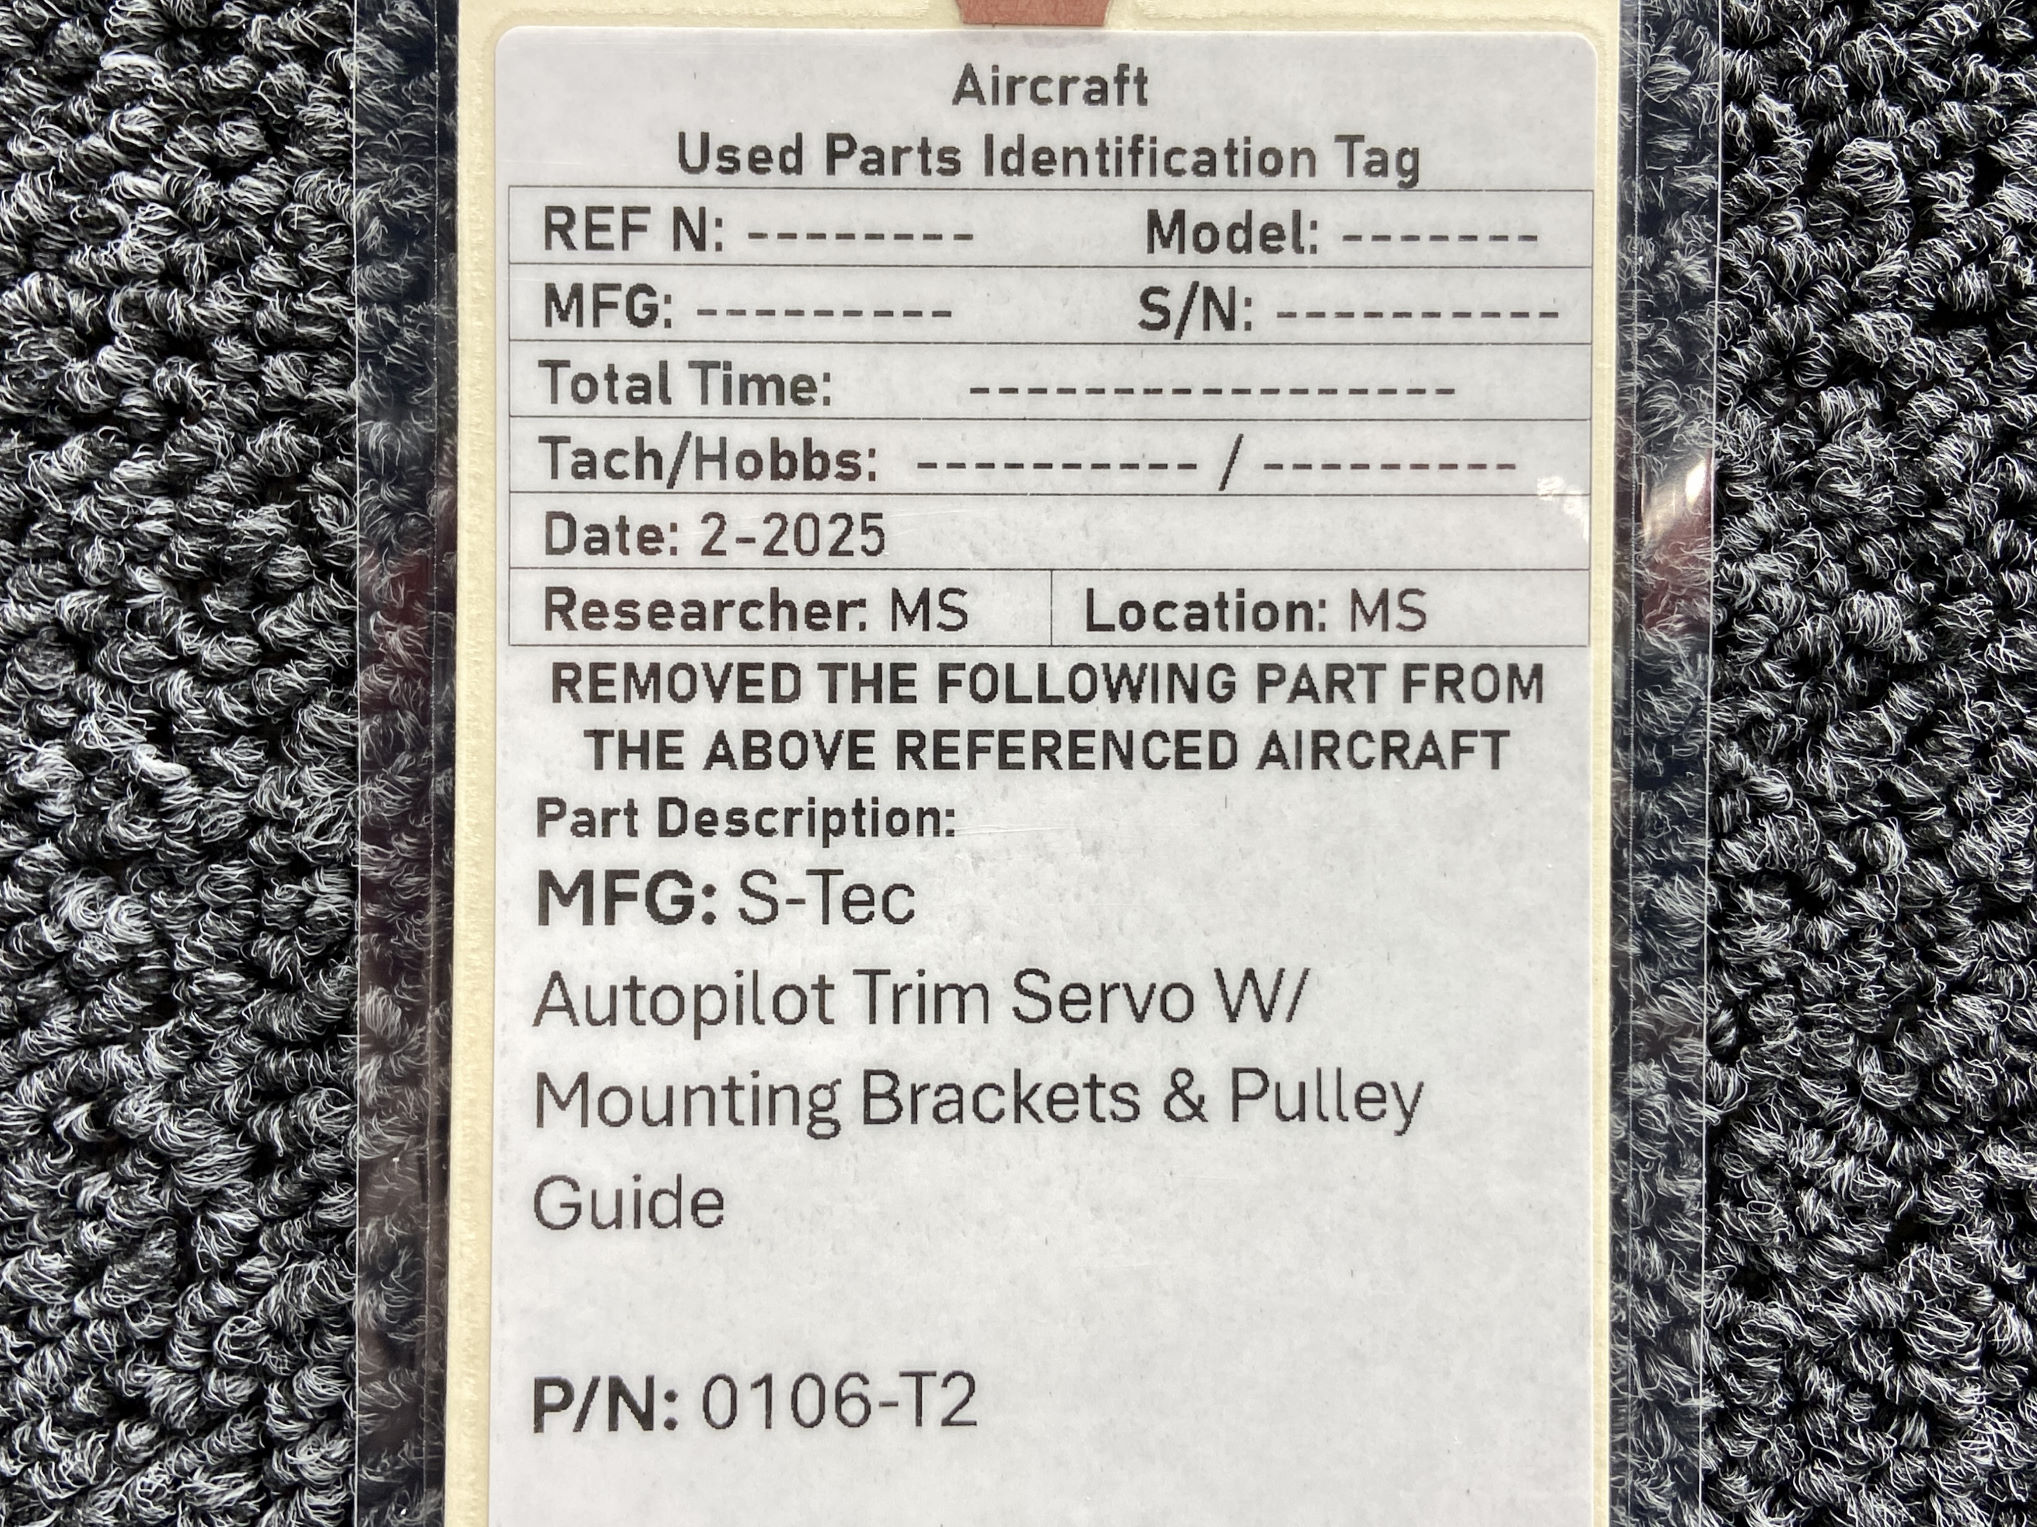 Aircraft
Used Parts Identification Tag
REF N: -------- Model: -------
MFG: --------- S/N: ----------
Total Time: -----------------
Tach/Hobbs: ---------- / ---------
Date: 2-2025
Researcher: MS Location: MS
REMOVED THE FOLLOWING PART FROM
THE ABOVE REFERENCED AIRCRAFT
Part Description:
MFG: S-Tec
Autopilot Trim Servo W/
Mounting Brackets & Pulley
Guide
P/N: 0106-T2